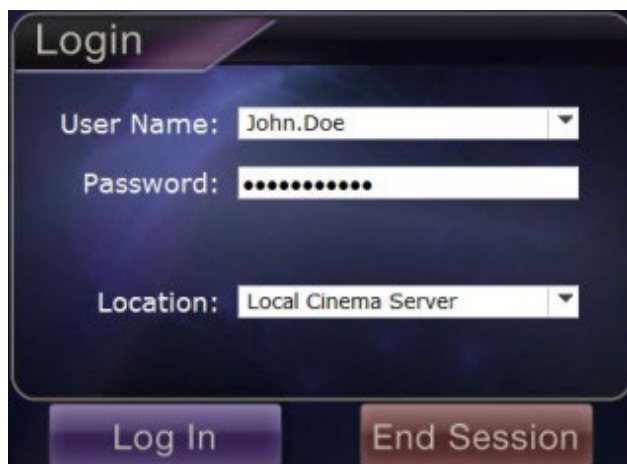 Login
User Name: John.Doe
Password: •••••••••••
Location: Local Cinema Server
Log In End Session